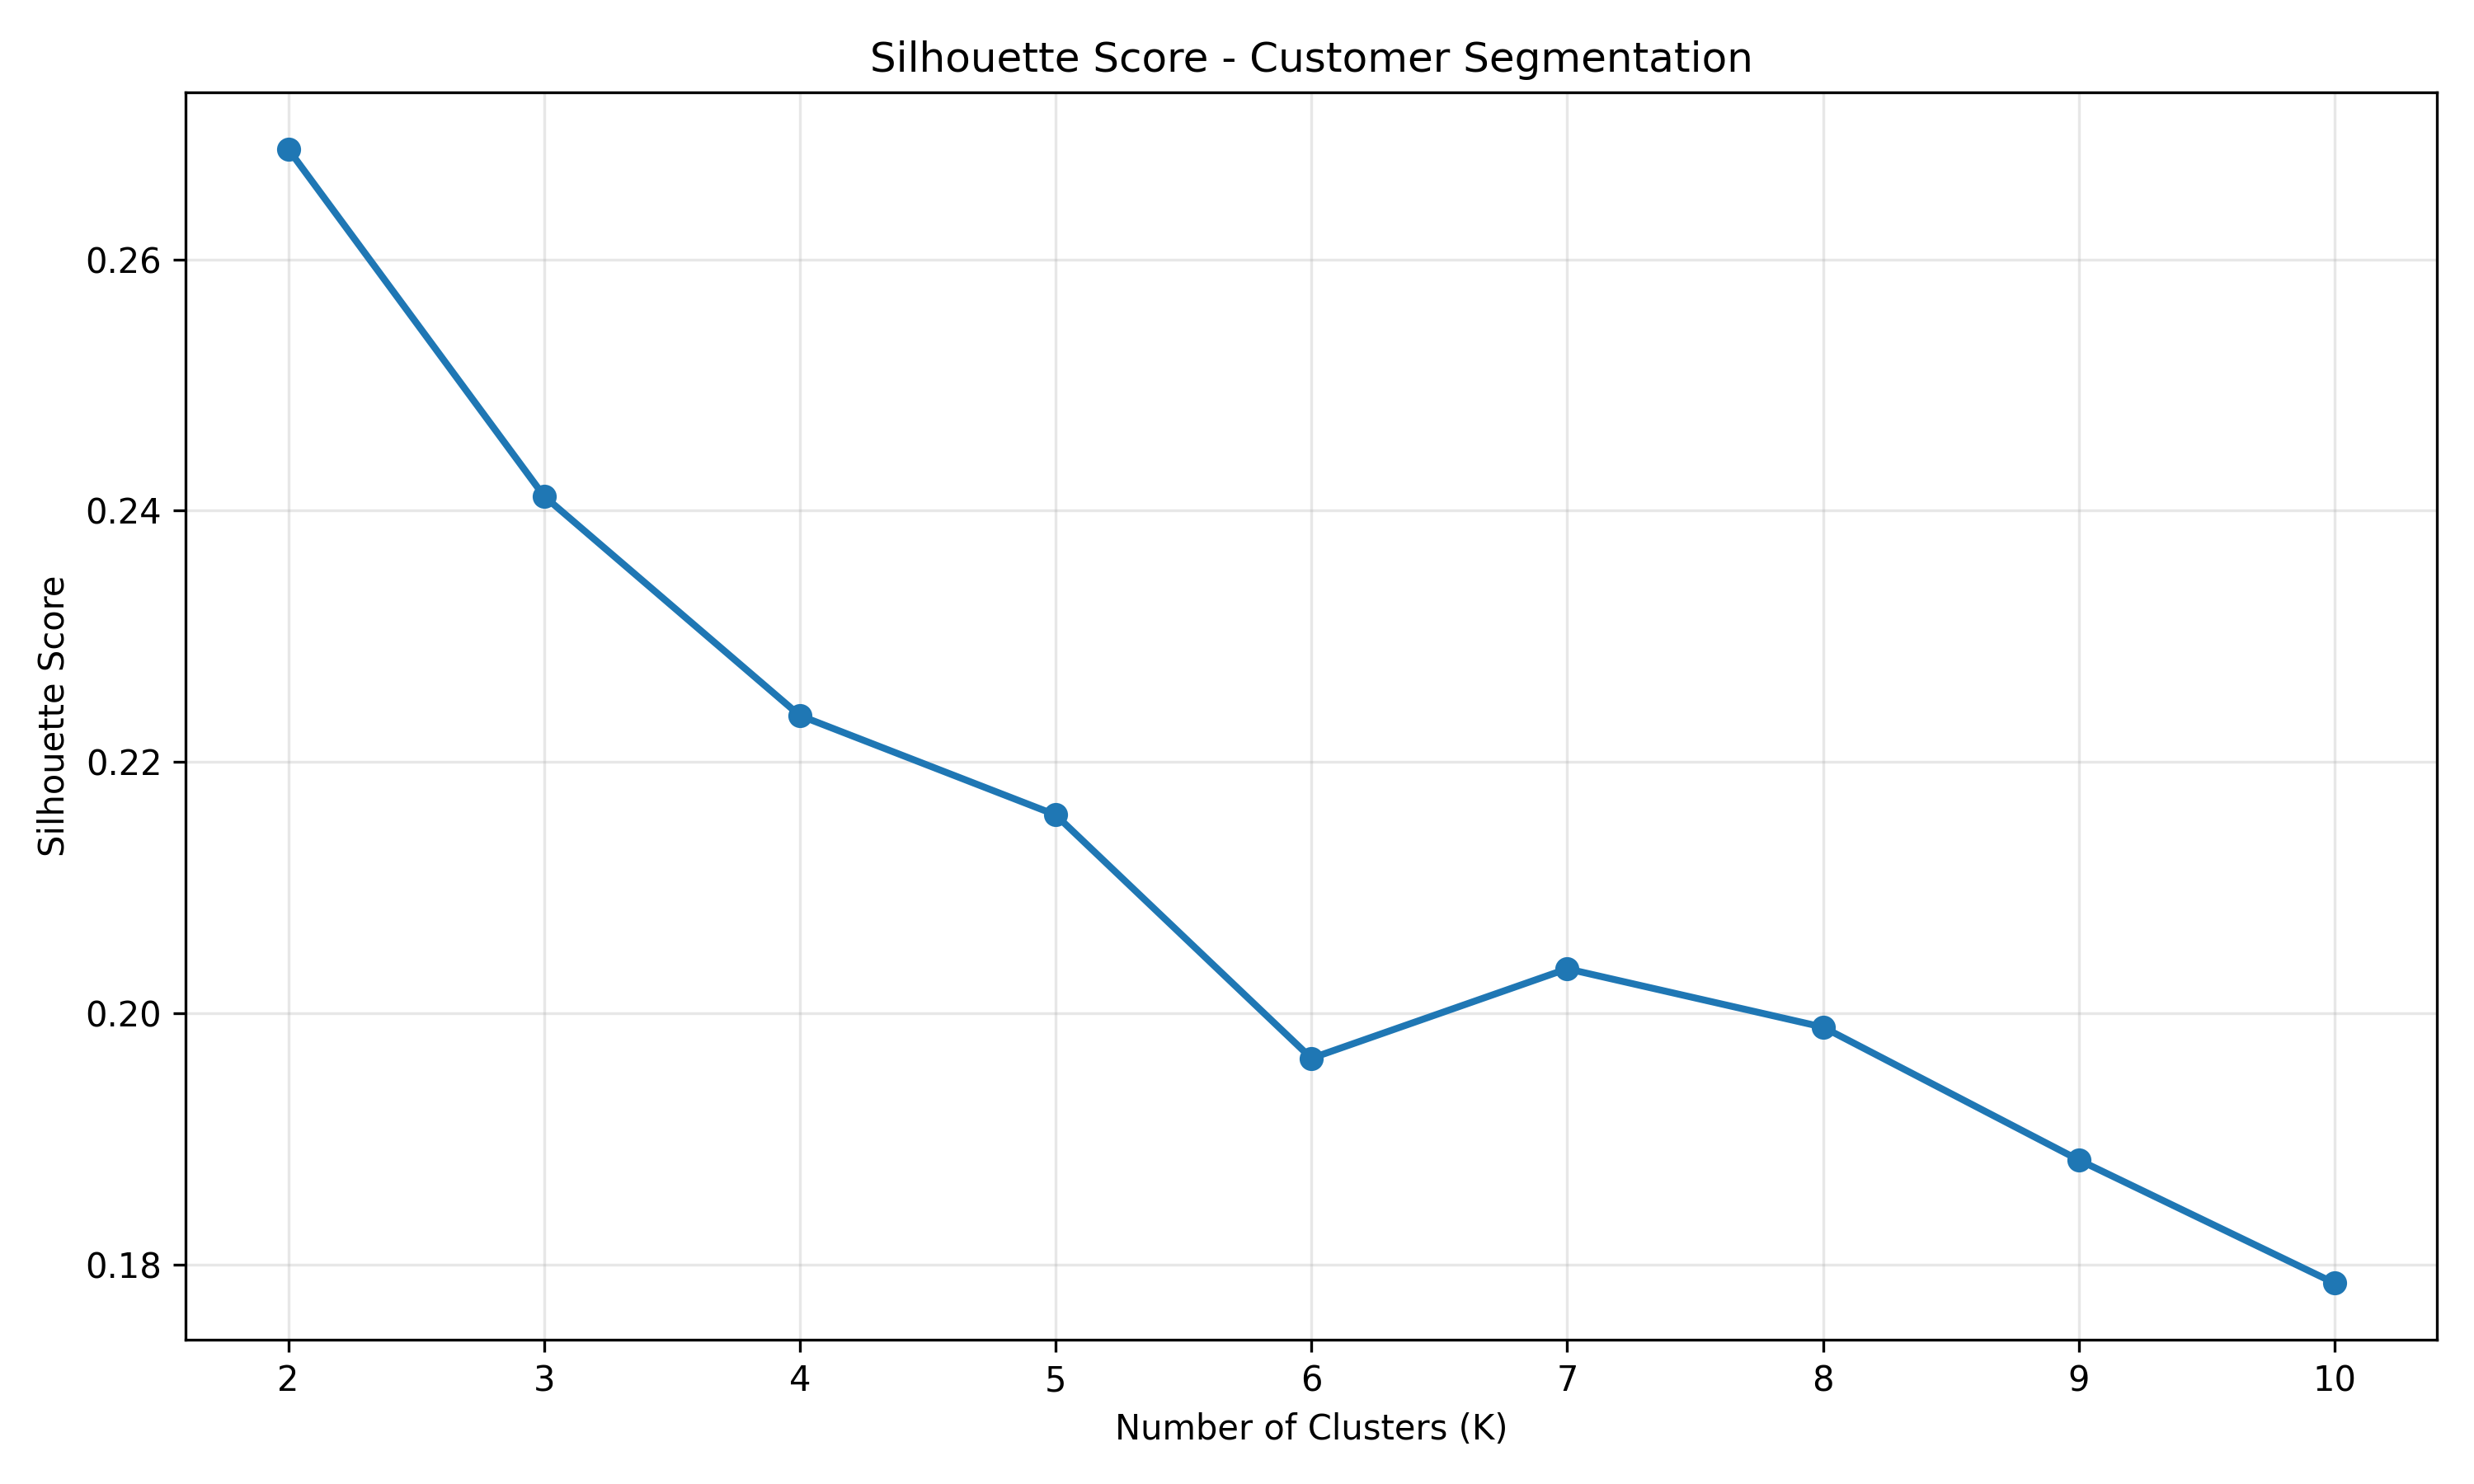 Silhouette Score - Customer Segmentation
Silhouette Score
0.26
0.24
0.22
0.20
0.18
2 3 4 5 6 7 8 9 10
Number of Clusters (K)